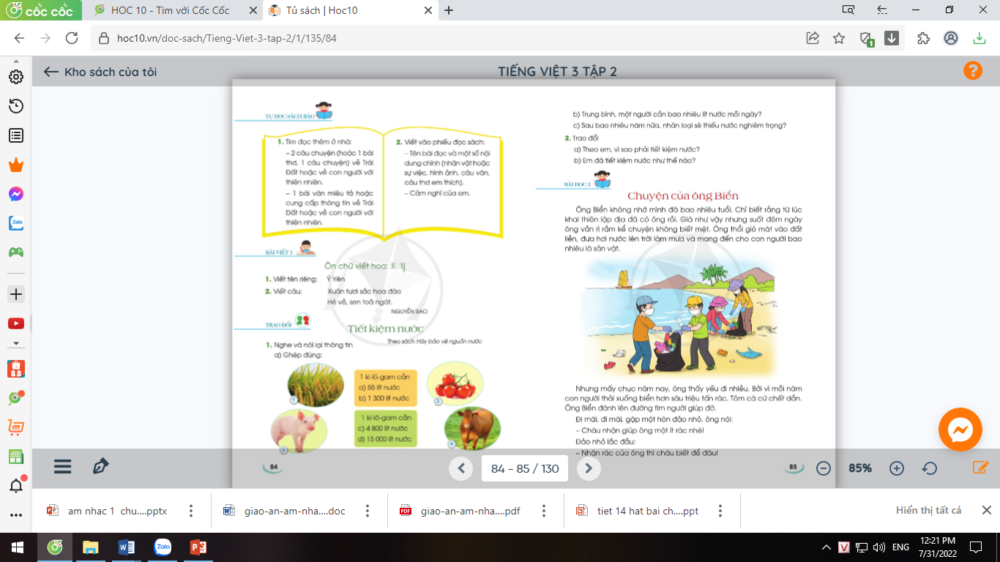 cốc cốc
HOC 10 - Tìm với Cốc Cốc
Tủ sách | Hoc10
hoc10.vn/doc-sach/Tieng-Viet-3-tap-2/1/135/84
1
Kho sách của tôi
TIẾNG VIỆT 3 TẬP 2
?
Zalo
8.8
TỰ ĐỌC SÁCH BÁO
1. Tìm đọc thêm ở nhà:
– 2 câu chuyện (hoặc 1 bài
thơ, 1 câu chuyện) về Trái
Đất hoặc về con người với
thiên nhiên.
– 1 bài văn miêu tả hoặc
cung cấp thông tin về Trái
Đất hoặc về con người với
thiên nhiên.
2. Viết vào phiếu đọc sách:
– Tên bài đọc và một số nội
dung chính (nhân vật hoặc
sự việc, hình ảnh, câu văn,
câu thơ em thích).
– Cảm nghĩ của em.
BÀI VIẾT 1
Ôn chữ viết hoa: X, Y
1. Viết tên riêng: Ý Yên
2. Viết câu: Xuân tươi sắc hoa đào
Hè về, sen toả ngát.
NGUYỄN BAO
TRAO ĐỔI
Tiết kiệm nước
Theo sách Hãy bảo vệ nguồn nước
1. Nghe và nói lại thông tin
a) Ghép đúng:
1
1 ki-lô-gam cần
a) 55 lít nước
b) 1 300 lít nước
2
3
1 ki-lô-gam cần
c) 4 800 lít nước
d) 15 000 lít nước
4
84
b) Trung bình, một người cần bao nhiêu lít nước mỗi ngày?
c) Sau bao nhiêu năm nữa, nhân loại sẽ thiếu nước nghiêm trọng?
2. Trao đổi
a) Theo em, vì sao phải tiết kiệm nước?
b) Em đã tiết kiệm nước như thế nào?
BÀI ĐỌC 2
Chuyện của ông Biển
Ông Biển không nhớ mình đã bao nhiêu tuổi. Chỉ biết rằng từ lúc
khai thiên lập địa đã có ông rồi. Già như vậy nhưng suốt đêm ngày
ông vẫn rì rầm kể chuyện không biết mệt. Ông thổi gió mát vào đất
liền, đưa hơi nước lên trời làm mưa và mang đến cho con người bao
nhiêu là sản vật.
Nhưng mấy chục năm nay, ông thấy yếu đi nhiều. Bởi vì mỗi năm
con người thải xuống biển hơn sáu triệu tấn rác. Tôm cá cứ chết dần.
Ông Biển đành lên đường tìm người giúp đỡ.
Đi mãi, đi mãi, gặp một hòn đảo nhỏ, ông nói:
– Cháu nhận giúp ông một ít rác nhé!
Đảo nhỏ lắc đầu:
– Nhận rác của ông thì cháu biết để đâu!
85
84 – 85 / 130
85%
am nhac 1 chu....pptx
giao-an-am-nha....doc
PDF
giao-an-am-nha....pdf
tiet 14 hat bai ch....ppt
Hiển thị tất cả
Zalo
V
ENG
12:21 PM
7/31/2022